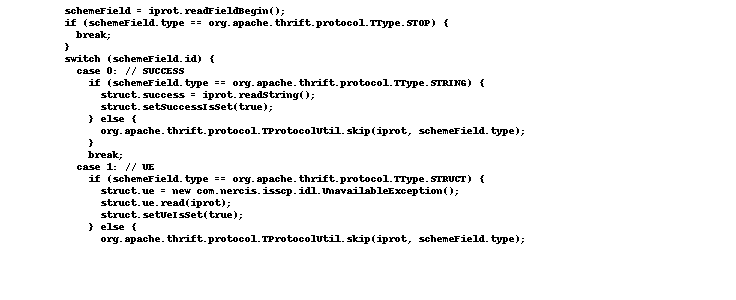 schemeField = iprot.readFieldBegin();
if (schemeField.type == org.apache.thrift.protocol.TType.STOP) {
break;
}
switch (schemeField.id) {
case 0: // SUCCESS
if (schemeField.type == org.apache.thrift.protocol.TType.STRING) {
struct.success = iprot.readString();
struct.setSuccessIsSet(true);
} else {
org.apache.thrift.protocol.TProtocolUtil.skip(iprot, schemeField.type);
}
break;
case 1: // UE
if (schemeField.type == org.apache.thrift.protocol.TType.STRUCT) {
struct.ue = new com.nercis.isscp.idl.UnavailableException();
struct.ue.read(iprot);
struct.setUeIsSet(true);
} else {
org.apache.thrift.protocol.TProtocolUtil.skip(iprot, schemeField.type);